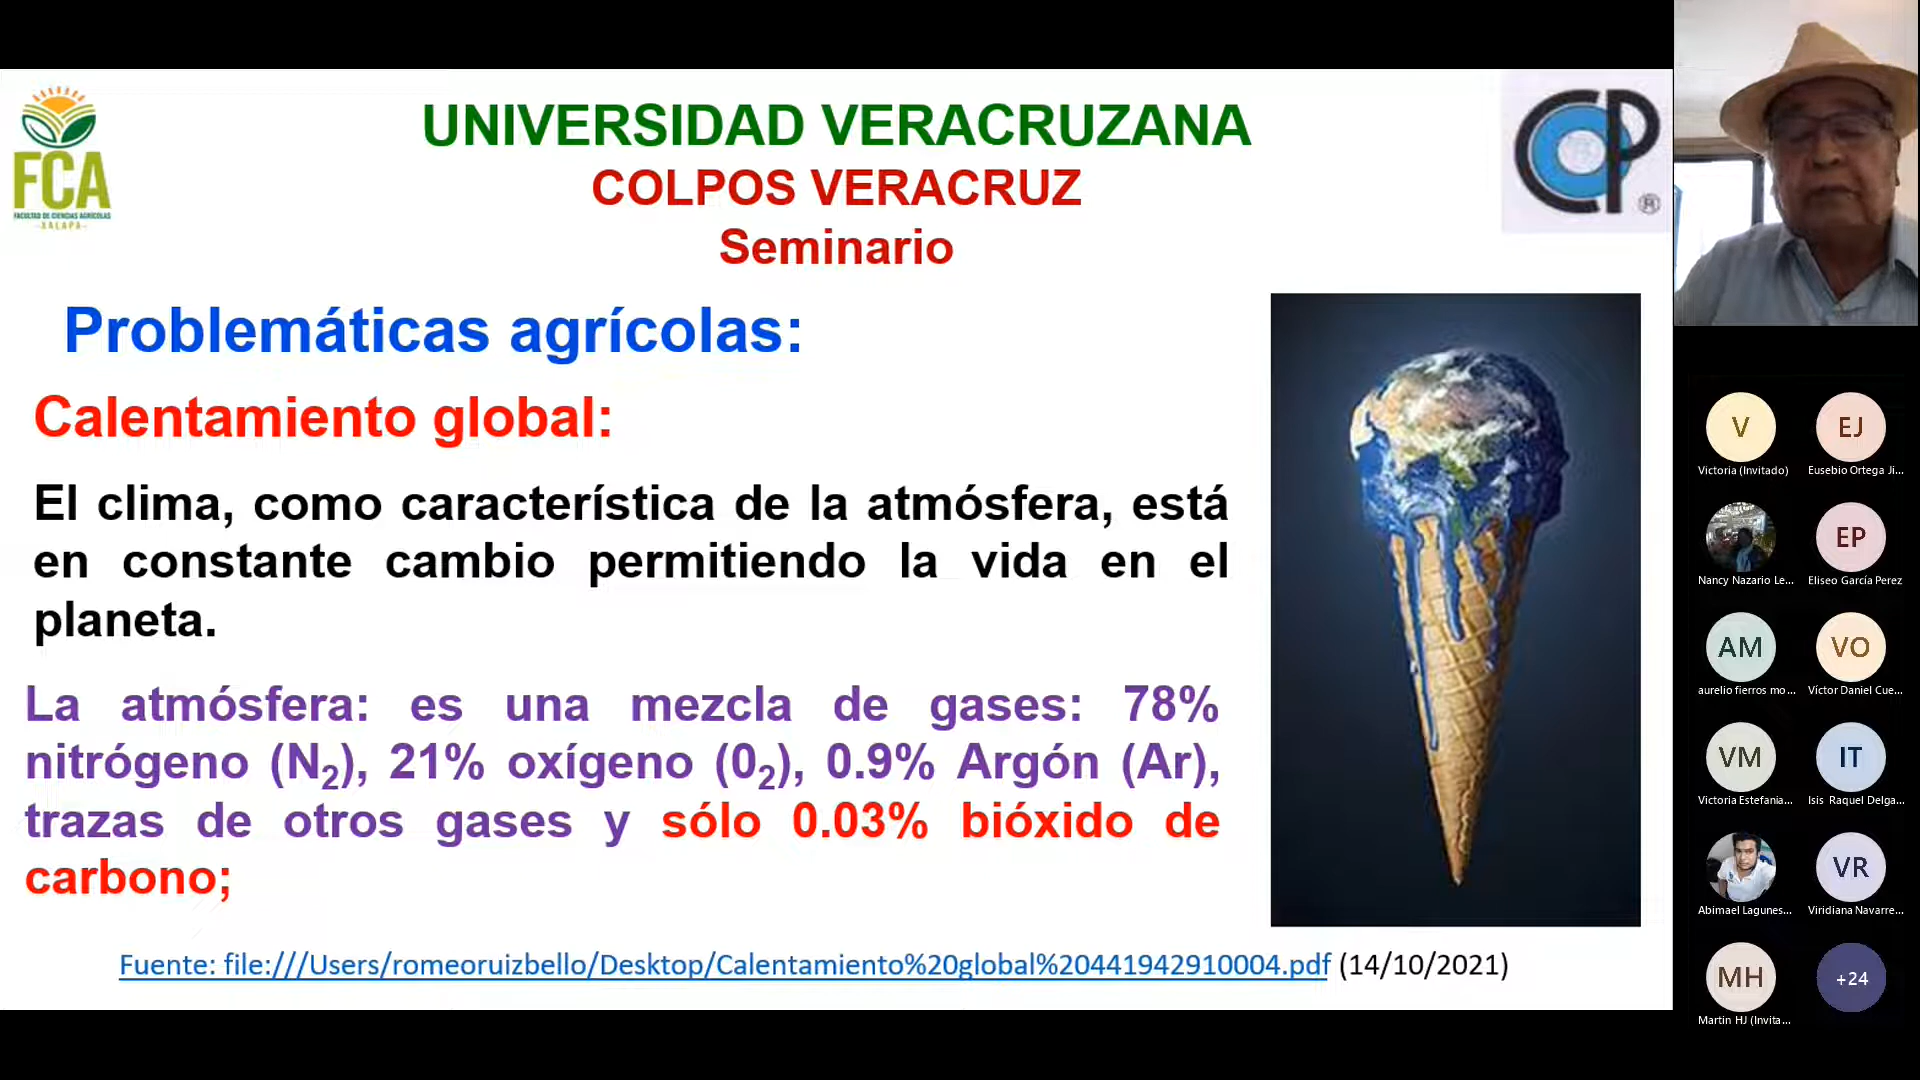 FCA
FACULTAD DE CIENCIAS AGRÍCOLAS
-XALAPA-
UNIVERSIDAD VERACRUZANA
COLPOS VERACRUZ
Seminario
CP
®
Problemáticas agrícolas:
Calentamiento global:
El clima, como característica de la atmósfera, está
en constante cambio permitiendo la vida en el
planeta.
La atmósfera: es una mezcla de gases: 78%
nitrógeno (N₂), 21% oxígeno (0₂), 0.9% Argón (Ar),
trazas de otros gases y sólo 0.03% bióxido de
carbono;
Fuente: file:///Users/romeoruizbello/Desktop/Calentamiento%20global%20441942910004.pdf (14/10/2021)
V
EJ
Victoria (Invitado)
Eusebio Ortega Ji...
EP
Nancy Nazario Le...
Eliseo García Perez
AM
VO
aurelio fierros mo...
Víctor Daniel Cue...
VM
IT
Victoria Estefania...
Isis Raquel Delga...
VR
Abimael Lagunes...
Viridiana Navarre...
MH
+24
Martin HJ (Invita...